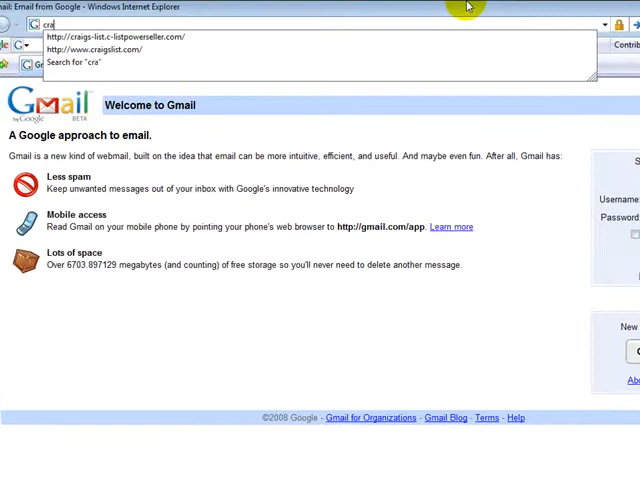 mail: Email from Google - Windows Internet Explorer
cra
http://craigs-list.c-listpowerseller.com/
http://www.craigslist.com/
Search for "cra"
Google
Contrib
Gmail
by Google BETA
Welcome to Gmail
A Google approach to email.
Gmail is a new kind of webmail, built on the idea that email can be more intuitive, efficient, and useful. And maybe even fun. After all, Gmail has:
Less spam
Keep unwanted messages out of your inbox with Google's innovative technology
Mobile access
Read Gmail on your mobile phone by pointing your phone's web browser to http://gmail.com/app. Learn more
Lots of space
Over 6703.897129 megabytes (and counting) of free storage so you'll never need to delete another message.
S
Username:
Password:
New
Abo
©2008 Google - Gmail for Organizations - Gmail Blog - Terms - Help